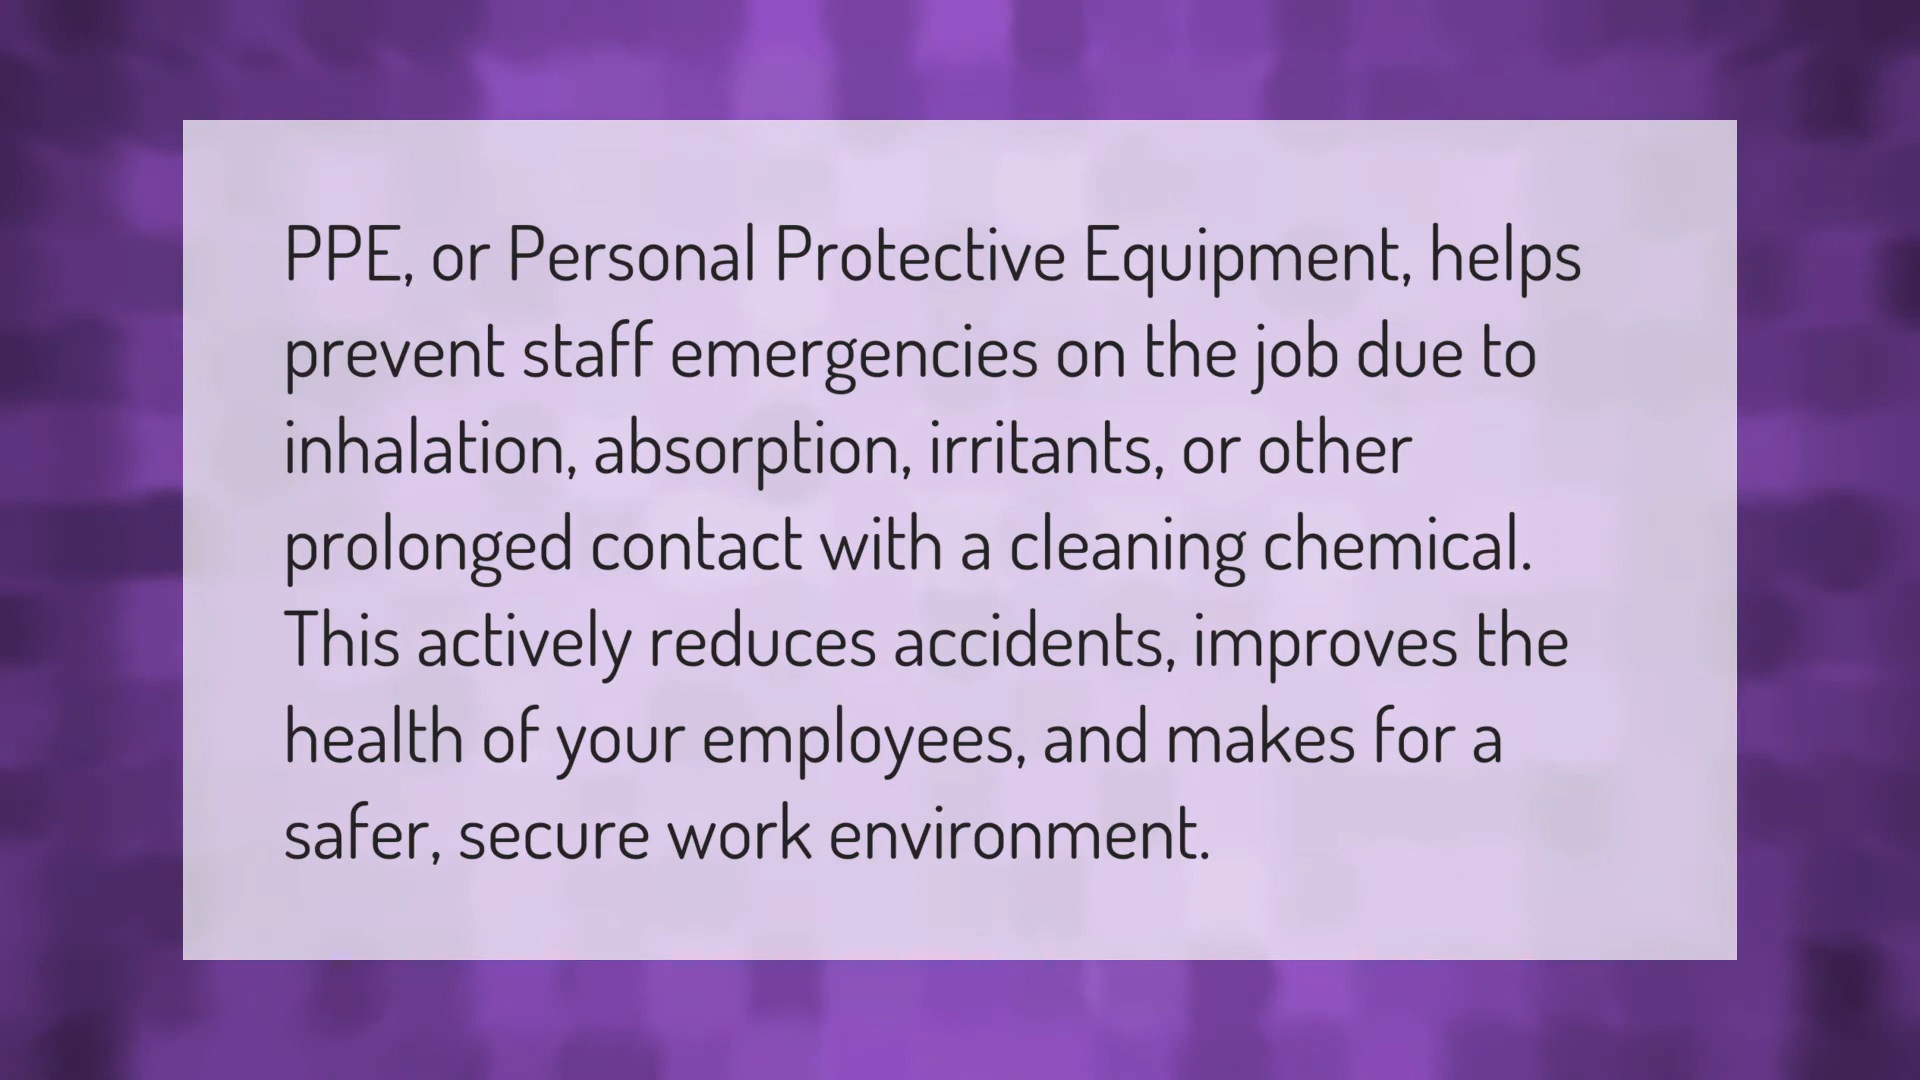 PPE, or Personal Protective Equipment, helps
prevent staff emergencies on the job due to
inhalation, absorption, irritants, or other
prolonged contact with a cleaning chemical.
This actively reduces accidents, improves the
health of your employees, and makes for a
safer, secure work environment.